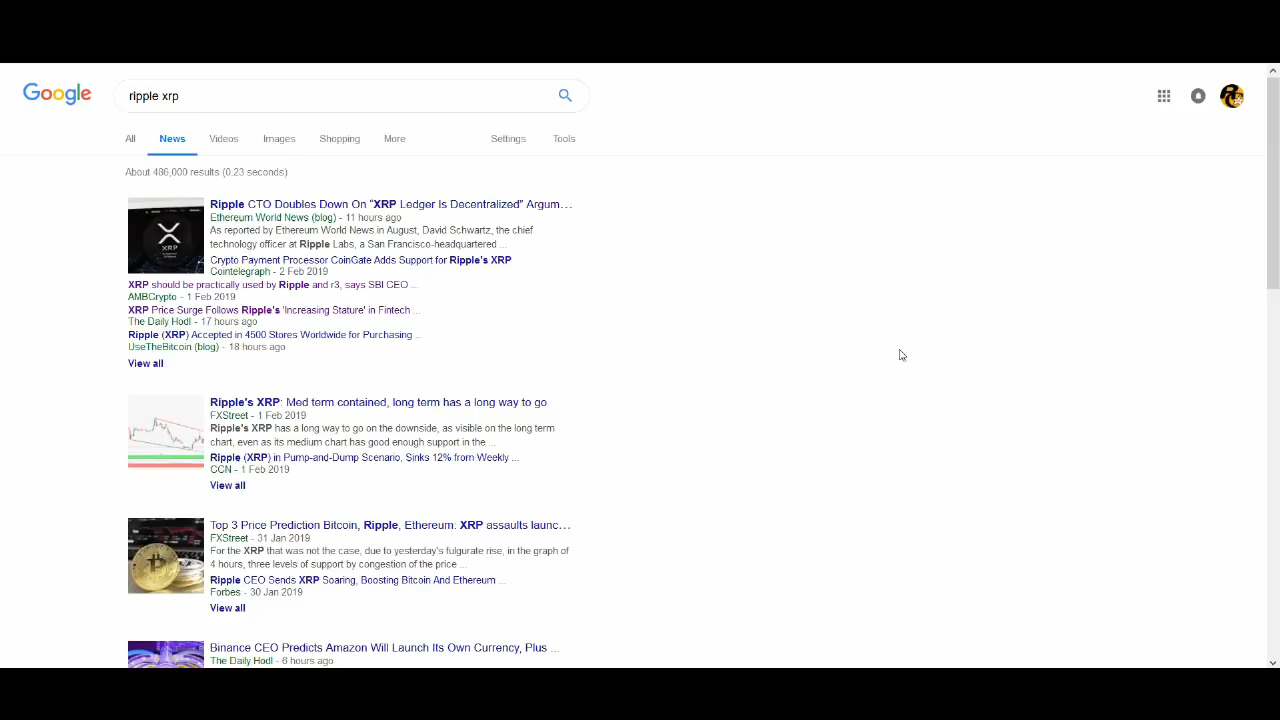 Google
ripple xrp
All News Videos Images Shopping More Settings Tools
About 486,000 results (0.23 seconds)
XRP
Ripple CTO Doubles Down On “XRP Ledger Is Decentralized” Argum...
Ethereum World News (blog) - 11 hours ago
As reported by Ethereum World News in August, David Schwartz, the chief
technology officer at Ripple Labs, a San Francisco-headquartered ...
Crypto Payment Processor CoinGate Adds Support for Ripple's XRP
Cointelegraph - 2 Feb 2019
XRP should be practically used by Ripple and r3, says SBI CEO ...
AMBCrypto - 1 Feb 2019
XRP Price Surge Follows Ripple's 'Increasing Stature' in Fintech ...
The Daily Hodl - 17 hours ago
Ripple (XRP) Accepted in 4500 Stores Worldwide for Purchasing ...
UseTheBitcoin (blog) - 18 hours ago
View all
Ripple's XRP: Med term contained, long term has a long way to go
FXStreet - 1 Feb 2019
Ripple's XRP has a long way to go on the downside, as visible on the long term
chart, even as its medium chart has good enough support in the ...
Ripple (XRP) in Pump-and-Dump Scenario, Sinks 12% from Weekly ...
CCN - 1 Feb 2019
View all
Top 3 Price Prediction Bitcoin, Ripple, Ethereum: XRP assaults launc...
FXStreet - 31 Jan 2019
For the XRP that was not the case, due to yesterday's fulgurate rise, in the graph of
4 hours, three levels of support by congestion of the price ...
Ripple CEO Sends XRP Soaring, Boosting Bitcoin And Ethereum ...
Forbes - 30 Jan 2019
View all
Binance CEO Predicts Amazon Will Launch Its Own Currency, Plus ...
The Daily Hodl - 6 hours ago